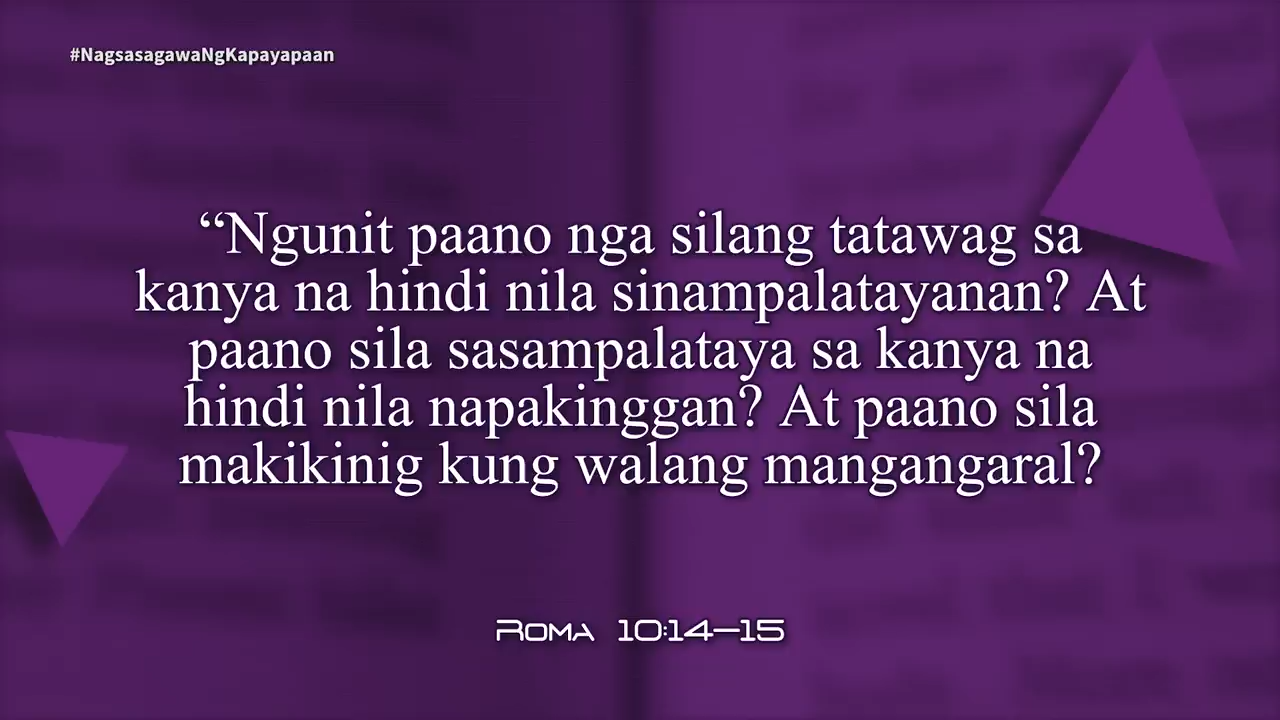 #NagsasagawaNgKapayapaan
“Ngunit paano nga silang tatawag sa
kanya na hindi nila sinampalatayanan? At
paano sila sasampalataya sa kanya na
hindi nila napakinggan? At paano sila
makikinig kung walang mangangaral?
Roma 10:14–15